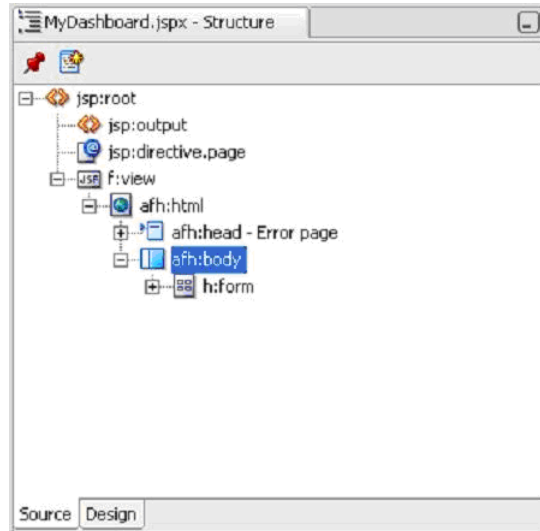 MyDashboard.jspx - Structure
jsp:root
jsp:output
jsp:directive.page
JSF f:view
afh:html
afh:head - Error page
afh:body
h:form
Source Design